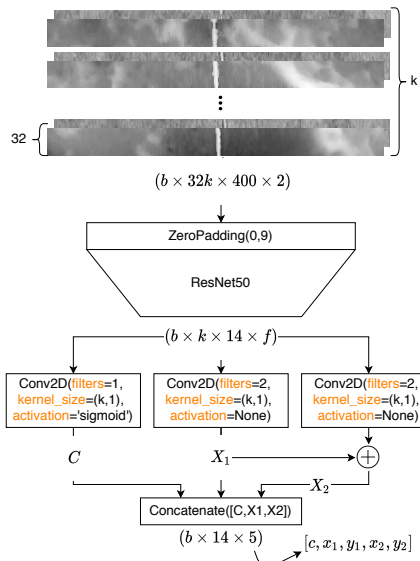 k
32
(b × 32k × 400 × 2)
ZeroPadding(0,9)
ResNet50
(b × k × 14 × f)
Conv2D(filters=1,
kernel_size=(k,1),
activation='sigmoid')
Conv2D(filters=2,
kernel_size=(k,1),
activation=None)
Conv2D(filters=2,
kernel_size=(k,1),
activation=None)
C
X₁
X₂
Concatenate([C,X1,X2])
(b × 14 × 5)
[c, x₁, y₁, x₂, y₂]